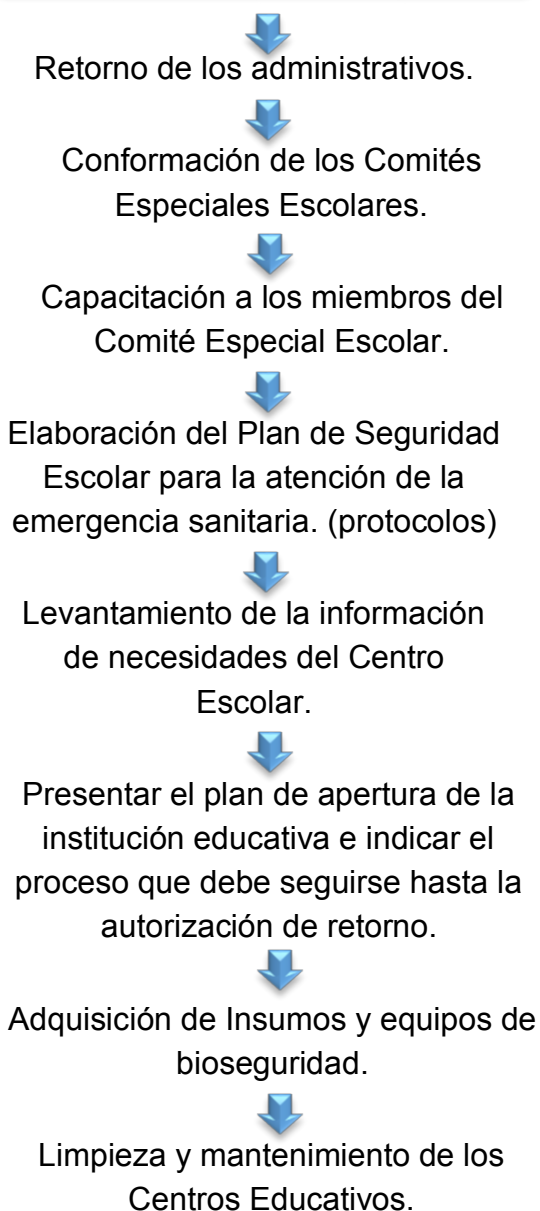 Retorno de los administrativos.
Conformación de los Comités
Especiales Escolares.
Capacitación a los miembros del
Comité Especial Escolar.
Elaboración del Plan de Seguridad
Escolar para la atención de la
emergencia sanitaria. (protocolos)
Levantamiento de la información
de necesidades del Centro
Escolar.
Presentar el plan de apertura de la
institución educativa e indicar el
proceso que debe seguirse hasta la
autorización de retorno.
Adquisición de Insumos y equipos de
bioseguridad.
Limpieza y mantenimiento de los
Centros Educativos.